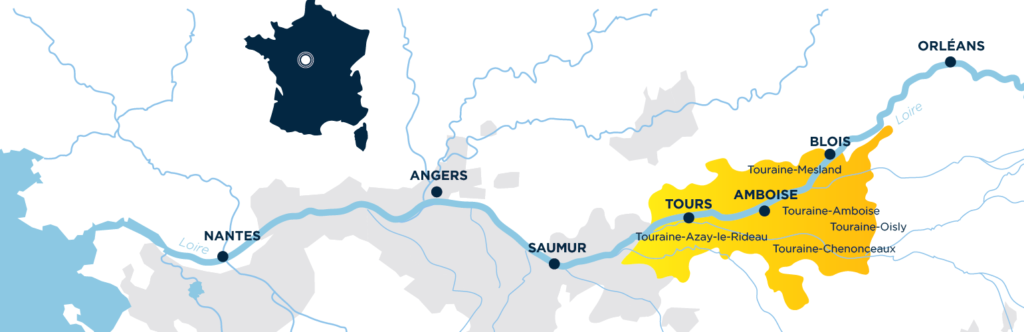 ORLÉANS
Loire
BLOIS
Touraine-Mesland
ANGERS
AMBOISE
TOURS
Touraine-Amboise
Touraine-Oisly
NANTES
Touraine-Azay-le-Rideau
Loire
SAUMUR
Touraine-Chenonceaux